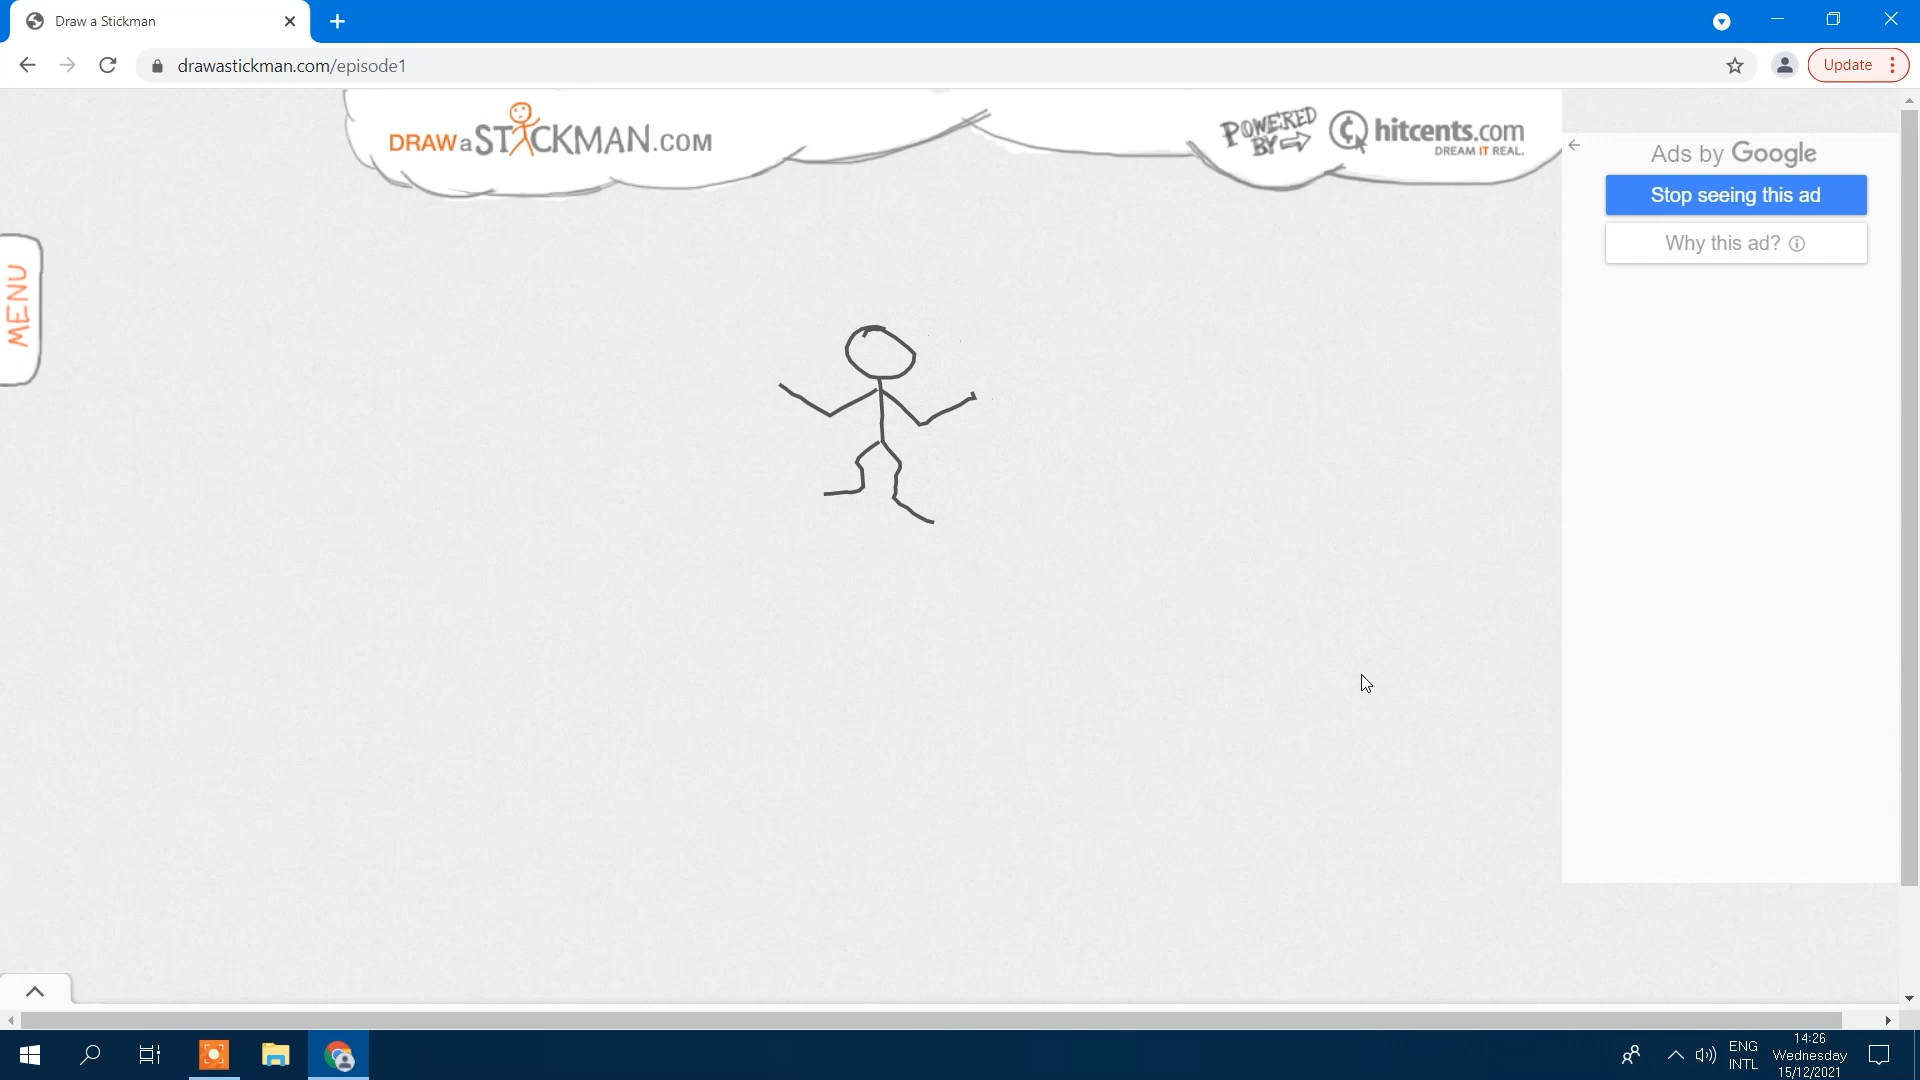 Draw a Stickman
drawastickman.com/episode1
Update
DRAW a STICKMAN.COM
POWERED BY
hitcents.com
DREAM IT REAL.
MENU
Ads by Google
Stop seeing this ad
Why this ad?
ENG
INTL
14:26
Wednesday
15/12/2021